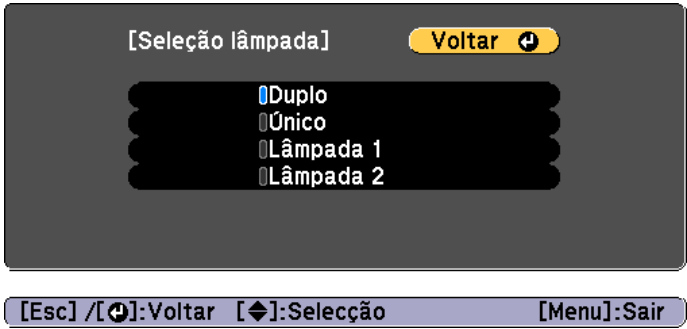 [Seleção lâmpada] Voltar
Duplo
Único
Lâmpada 1
Lâmpada 2
[Esc] /[⏎]:Voltar [◆]:Selecção [Menu]:Sair